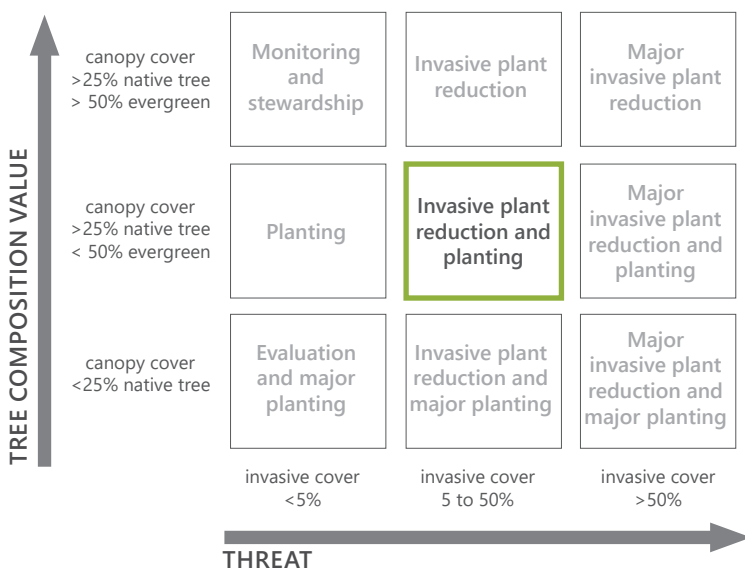 TREE COMPOSITION VALUE
canopy cover
>25% native tree
> 50% evergreen
Monitoring
and
stewardship
Invasive plant
reduction
Major
invasive plant
reduction
canopy cover
>25% native tree
< 50% evergreen
Planting
Invasive plant
reduction and
planting
Major
invasive plant
reduction and
planting
canopy cover
<25% native tree
Evaluation
and major
planting
Invasive plant
reduction and
major planting
Major
invasive plant
reduction and
major planting
invasive cover
<5%
invasive cover
5 to 50%
invasive cover
>50%
THREAT